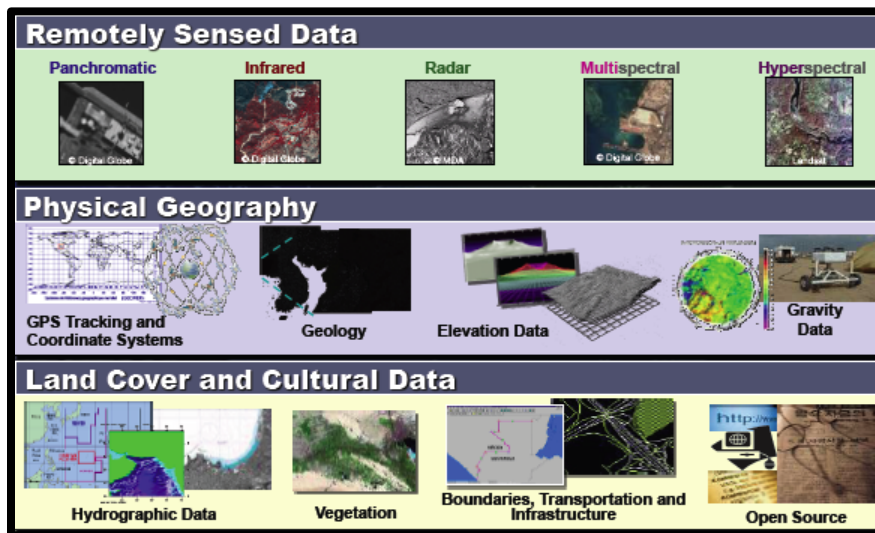 Remotely Sensed Data
Panchromatic
Infrared
Radar
Multispectral
Hyperspectral
© Digital Globe
© Digital Globe
© MDA
© Digital Globe
Landsat
Physical Geography
GPS Tracking and
Coordinate Systems
Geology
Elevation Data
Gravity
Data
Land Cover and Cultural Data
http://
Hydrographic Data
Vegetation
Boundaries, Transportation and
Infrastructure
Open Source